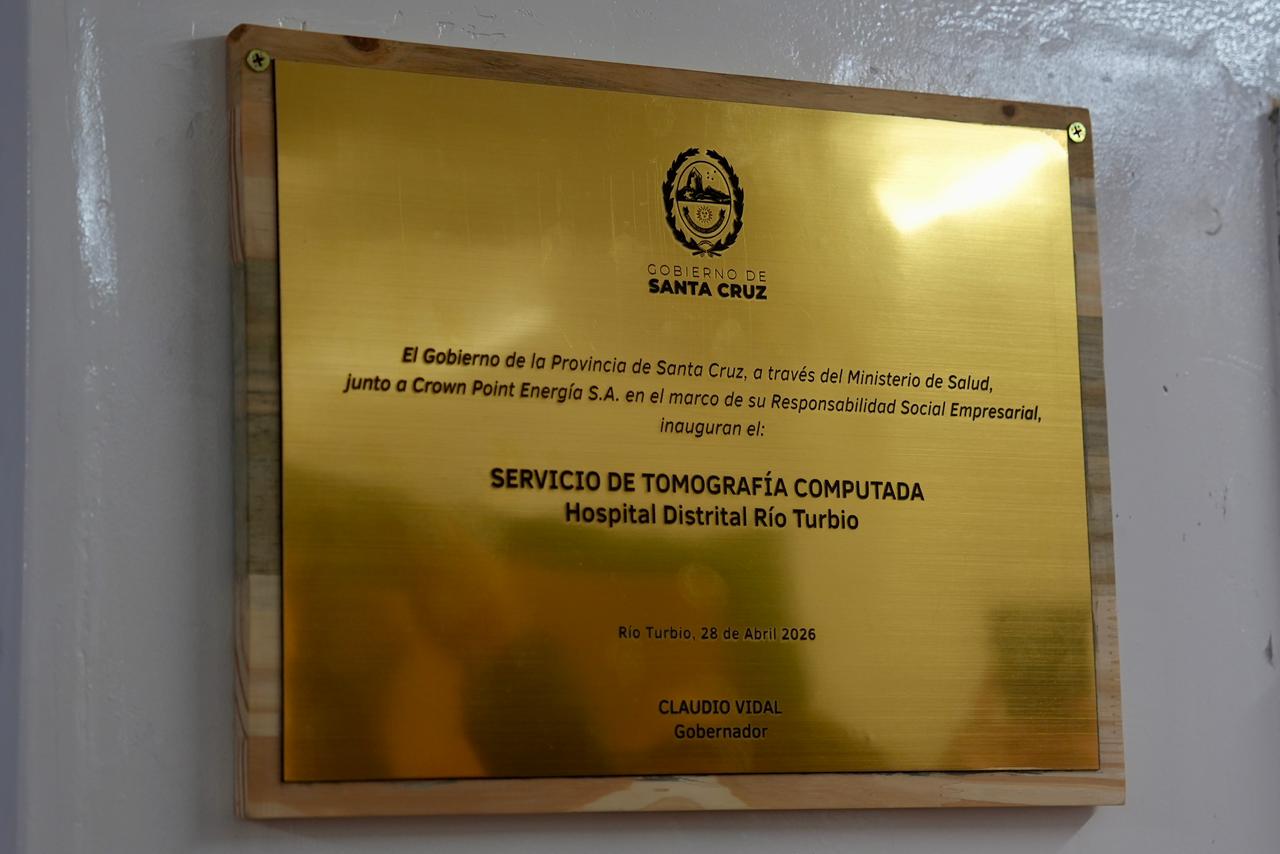 GOBIERNO DE
SANTA CRUZ
El Gobierno de la Provincia de Santa Cruz, a través del Ministerio de Salud,
junto a Crown Point Energía S.A. en el marco de su Responsabilidad Social Empresarial,
inauguran el:
SERVICIO DE TOMOGRAFÍA COMPUTADA
Hospital Distrital Río Turbio
Río Turbio, 28 de Abril 2026
CLAUDIO VIDAL
Gobernador